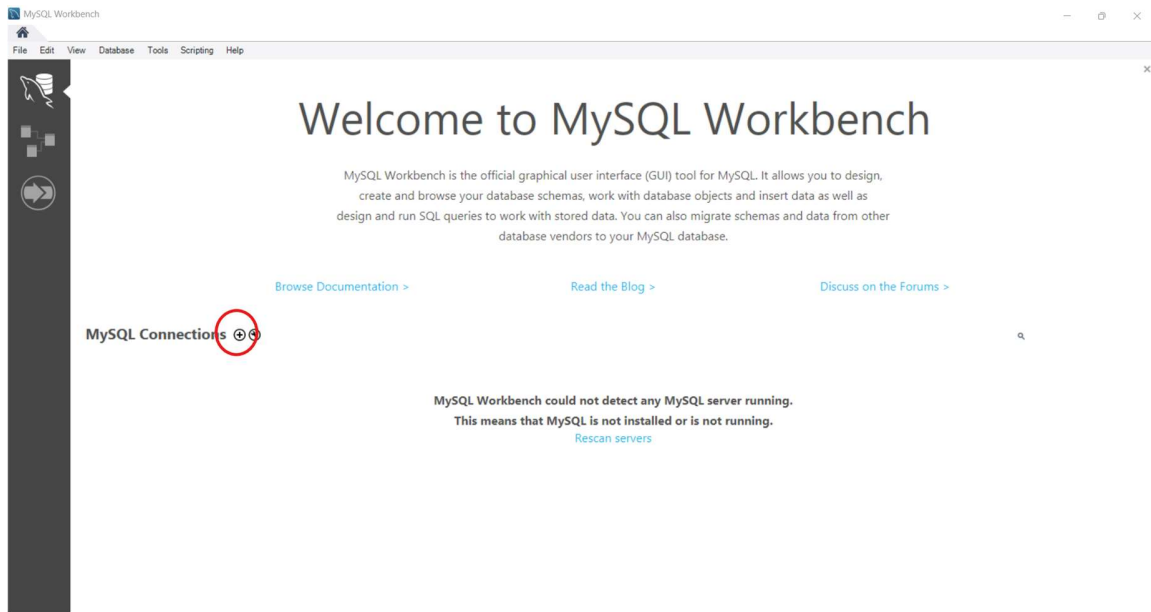 MySQL Workbench
File Edit View Database Tools Scripting Help
Welcome to MySQL Workbench
MySQL Workbench is the official graphical user interface (GUI) tool for MySQL. It allows you to design,
create and browse your database schemas, work with database objects and insert data as well as
design and run SQL queries to work with stored data. You can also migrate schemas and data from other
database vendors to your MySQL database.
Browse Documentation > Read the Blog > Discuss on the Forums >
MySQL Connections
MySQL Workbench could not detect any MySQL server running.
This means that MySQL is not installed or is not running.
Rescan servers